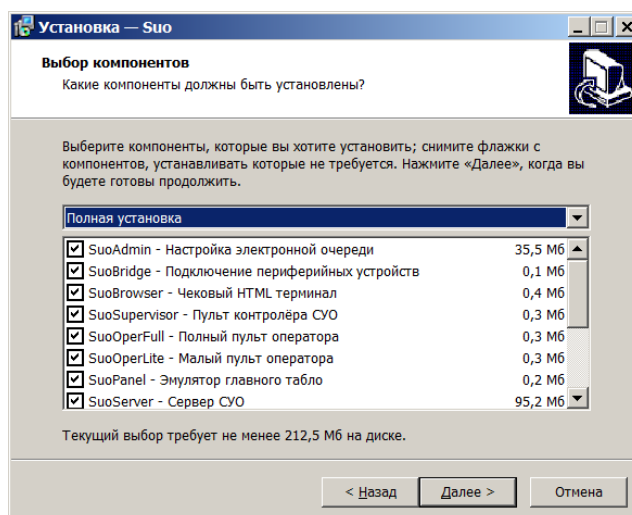 Установка — Suo
Выбор компонентов
Какие компоненты должны быть установлены?
Выберите компоненты, которые вы хотите установить; снимите флажки с
компонентов, устанавливать которые не требуется. Нажмите «Далее», когда вы
будете готовы продолжить.
Полная установка
SuoAdmin - Настройка электронной очереди 35,5 Мб
SuoBridge - Подключение периферийных устройств 0,1 Мб
SuoBrowser - Чековый HTML терминал 0,4 Мб
SuoSupervisor - Пульт контролёра СУО 0,3 Мб
SuoOperFull - Полный пульт оператора 0,3 Мб
SuoOperLite - Малый пульт оператора 0,3 Мб
SuoPanel - Эмулятор главного табло 0,2 Мб
SuoServer - Сервер СУО 95,2 Мб
Текущий выбор требует не менее 212,5 Мб на диске.
< Назад Далее > Отмена